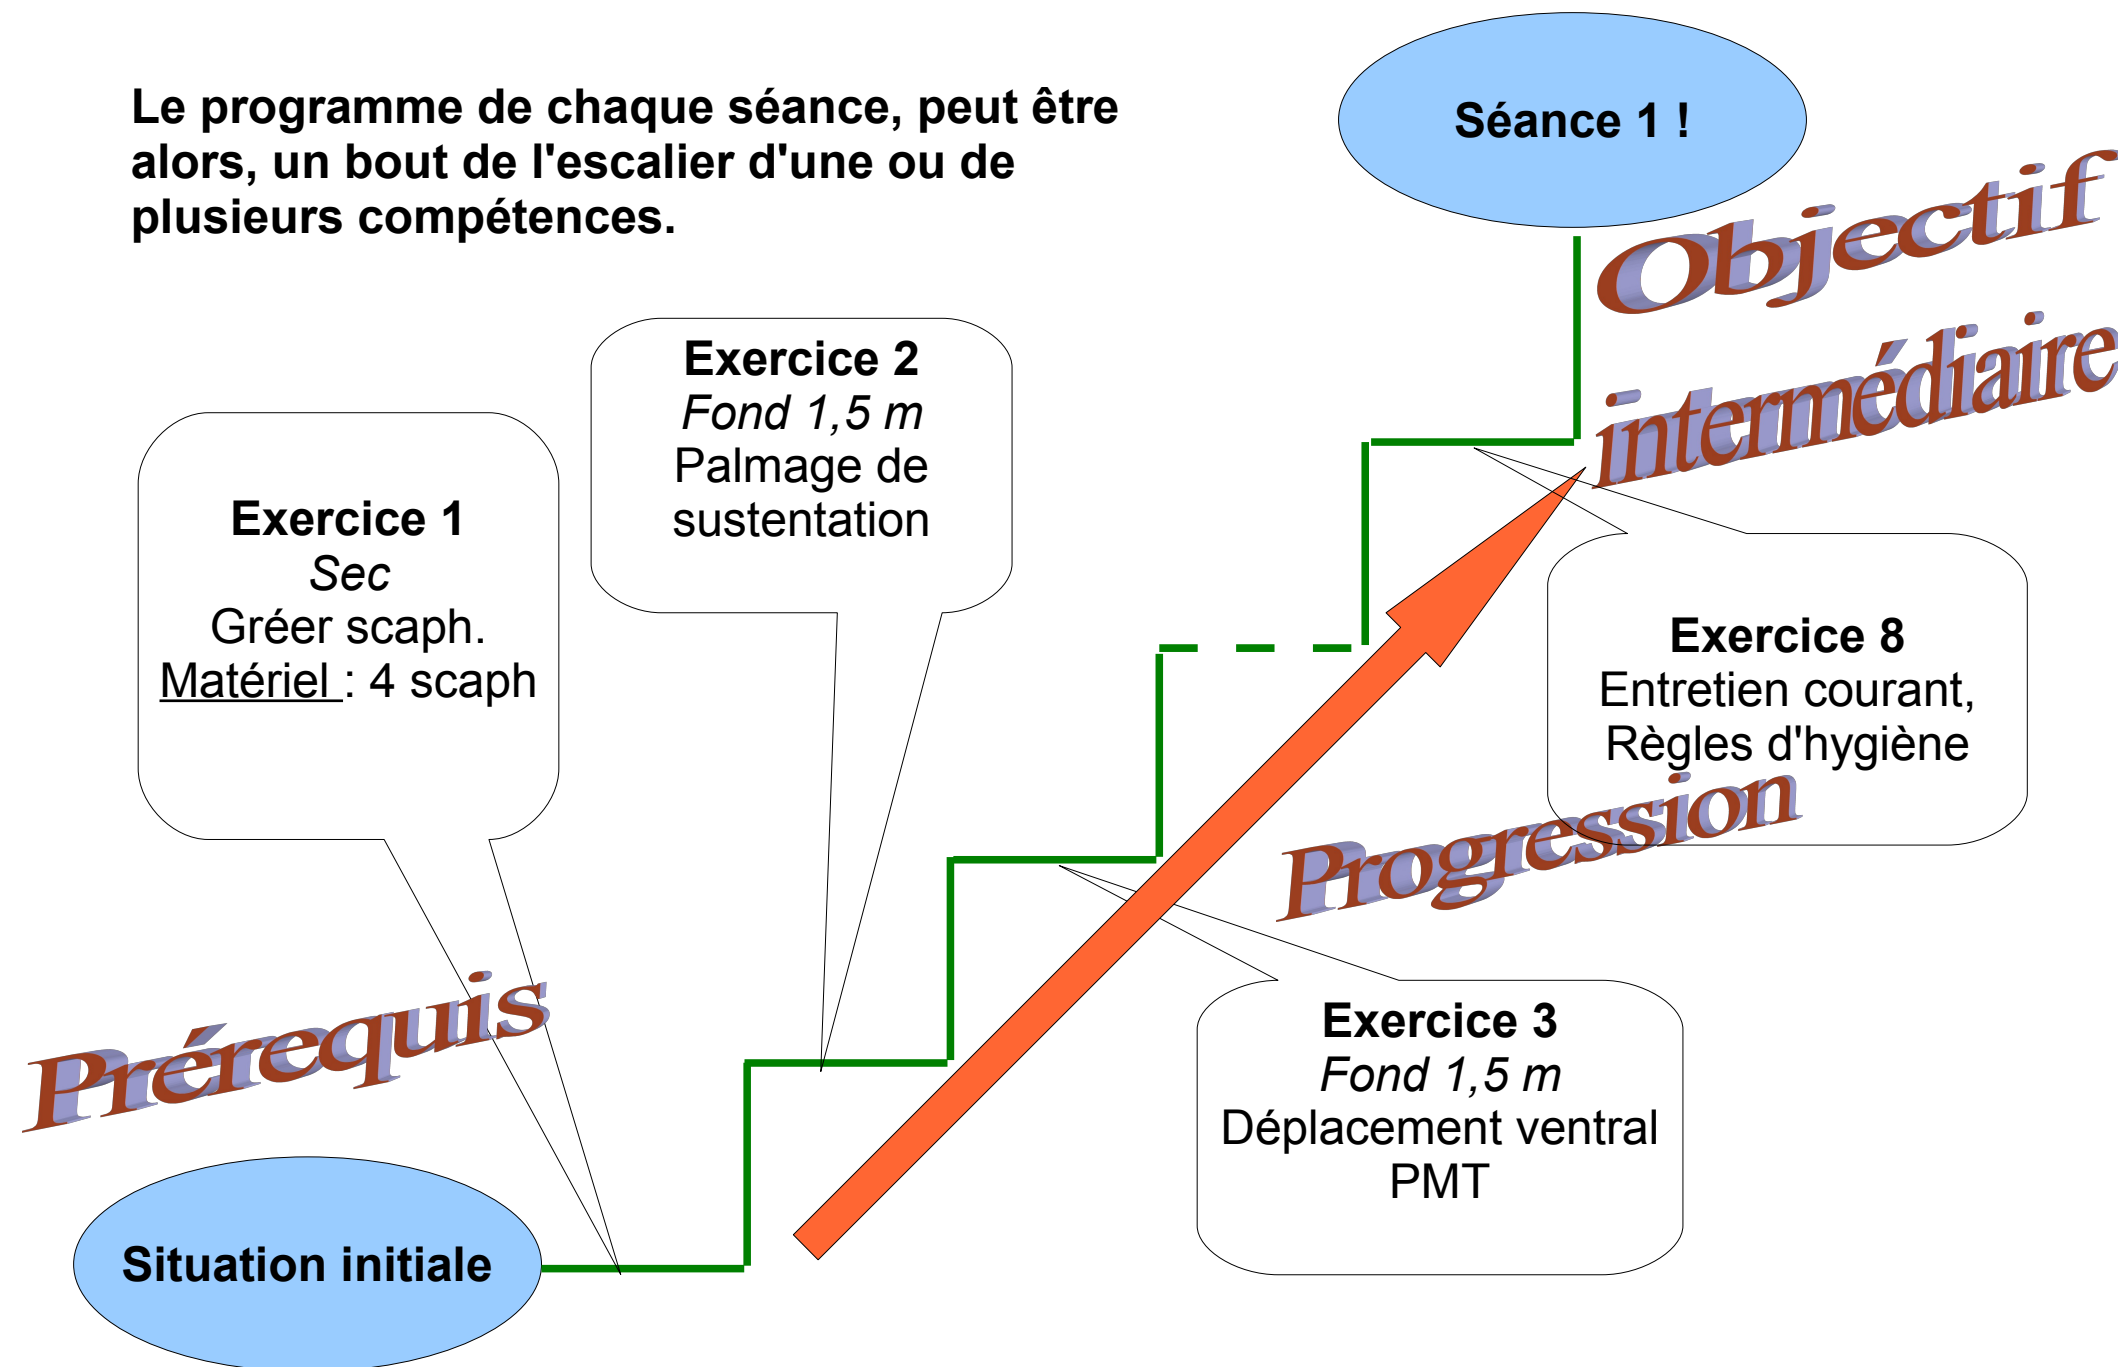 Le programme de chaque séance, peut être
alors, un bout de l'escalier d'une ou de
plusieurs compétences.
Séance 1 !
Objectif
intermédiaire
Exercice 2
Fond 1,5 m
Palmage de
sustentation
Exercice 1
Sec
Gréer scaph.
Matériel : 4 scaph
Exercice 8
Entretien courant,
Règles d'hygiène
Progression
Exercice 3
Fond 1,5 m
Déplacement ventral
PMT
Prérequis
Situation initiale